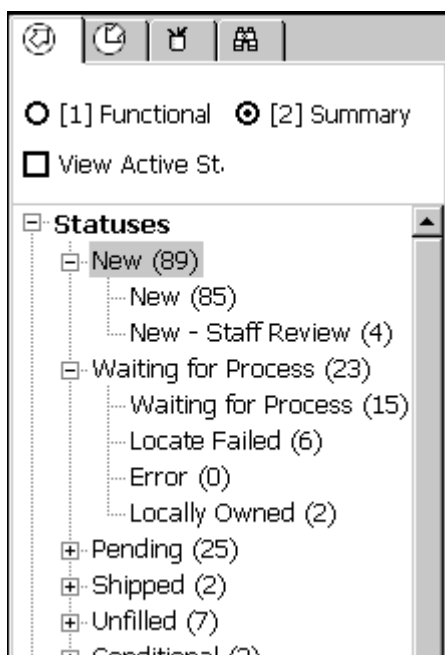 [1] Functional [2] Summary
View Active St.
Statuses
New (89)
New (85)
New - Staff Review (4)
Waiting for Process (23)
Waiting for Process (15)
Locate Failed (6)
Error (0)
Locally Owned (2)
Pending (25)
Shipped (2)
Unfilled (7)
Conditional